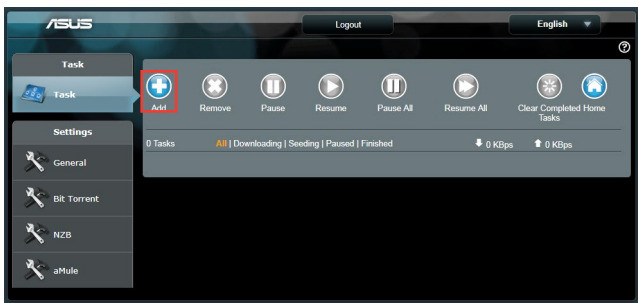 ASUS
Logout
English
?
Task
Task
Add
Remove
Pause
Resume
Pause All
Resume All
Clear Completed Tasks
Home
0 Tasks
All | Downloading | Seeding | Paused | Finished
0 KBps
0 KBps
Settings
General
Bit Torrent
NZB
aMule